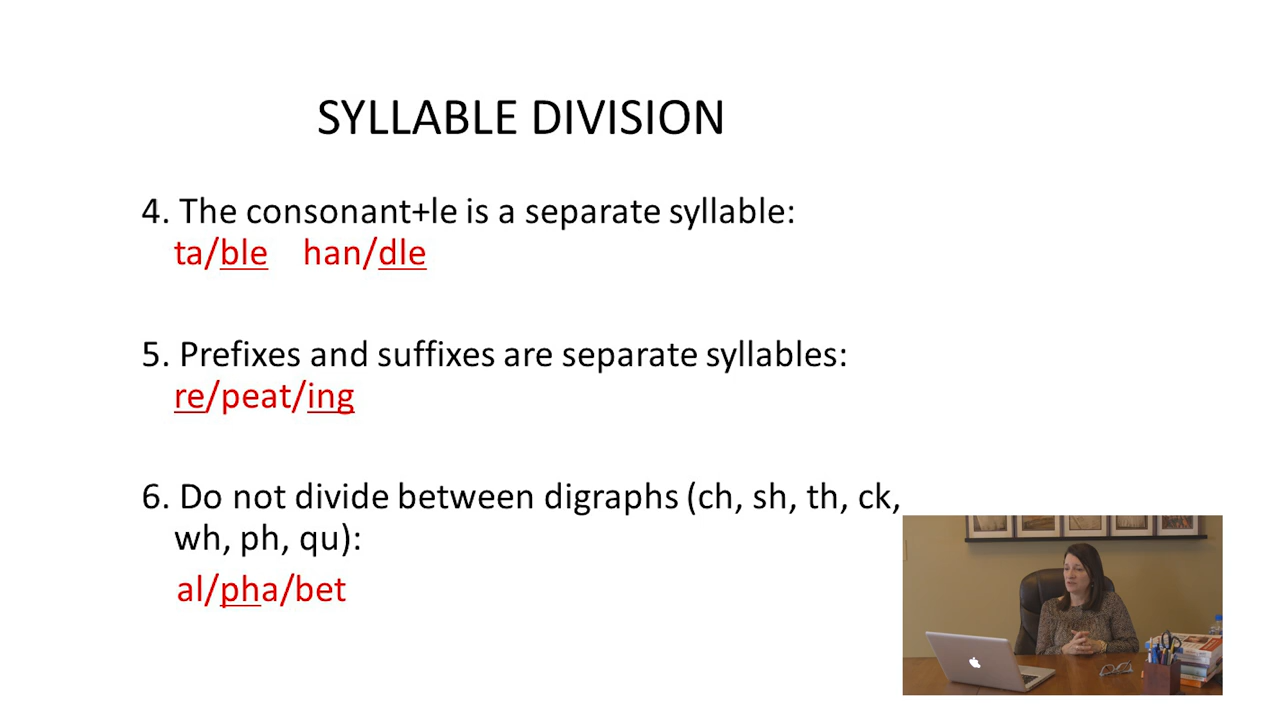 SYLLABLE DIVISION
4. The consonant+le is a separate syllable:
ta/ble han/dle
5. Prefixes and suffixes are separate syllables:
re/peat/ing
6. Do not divide between digraphs (ch, sh, th, ck,
wh, ph, qu):
al/pha/bet